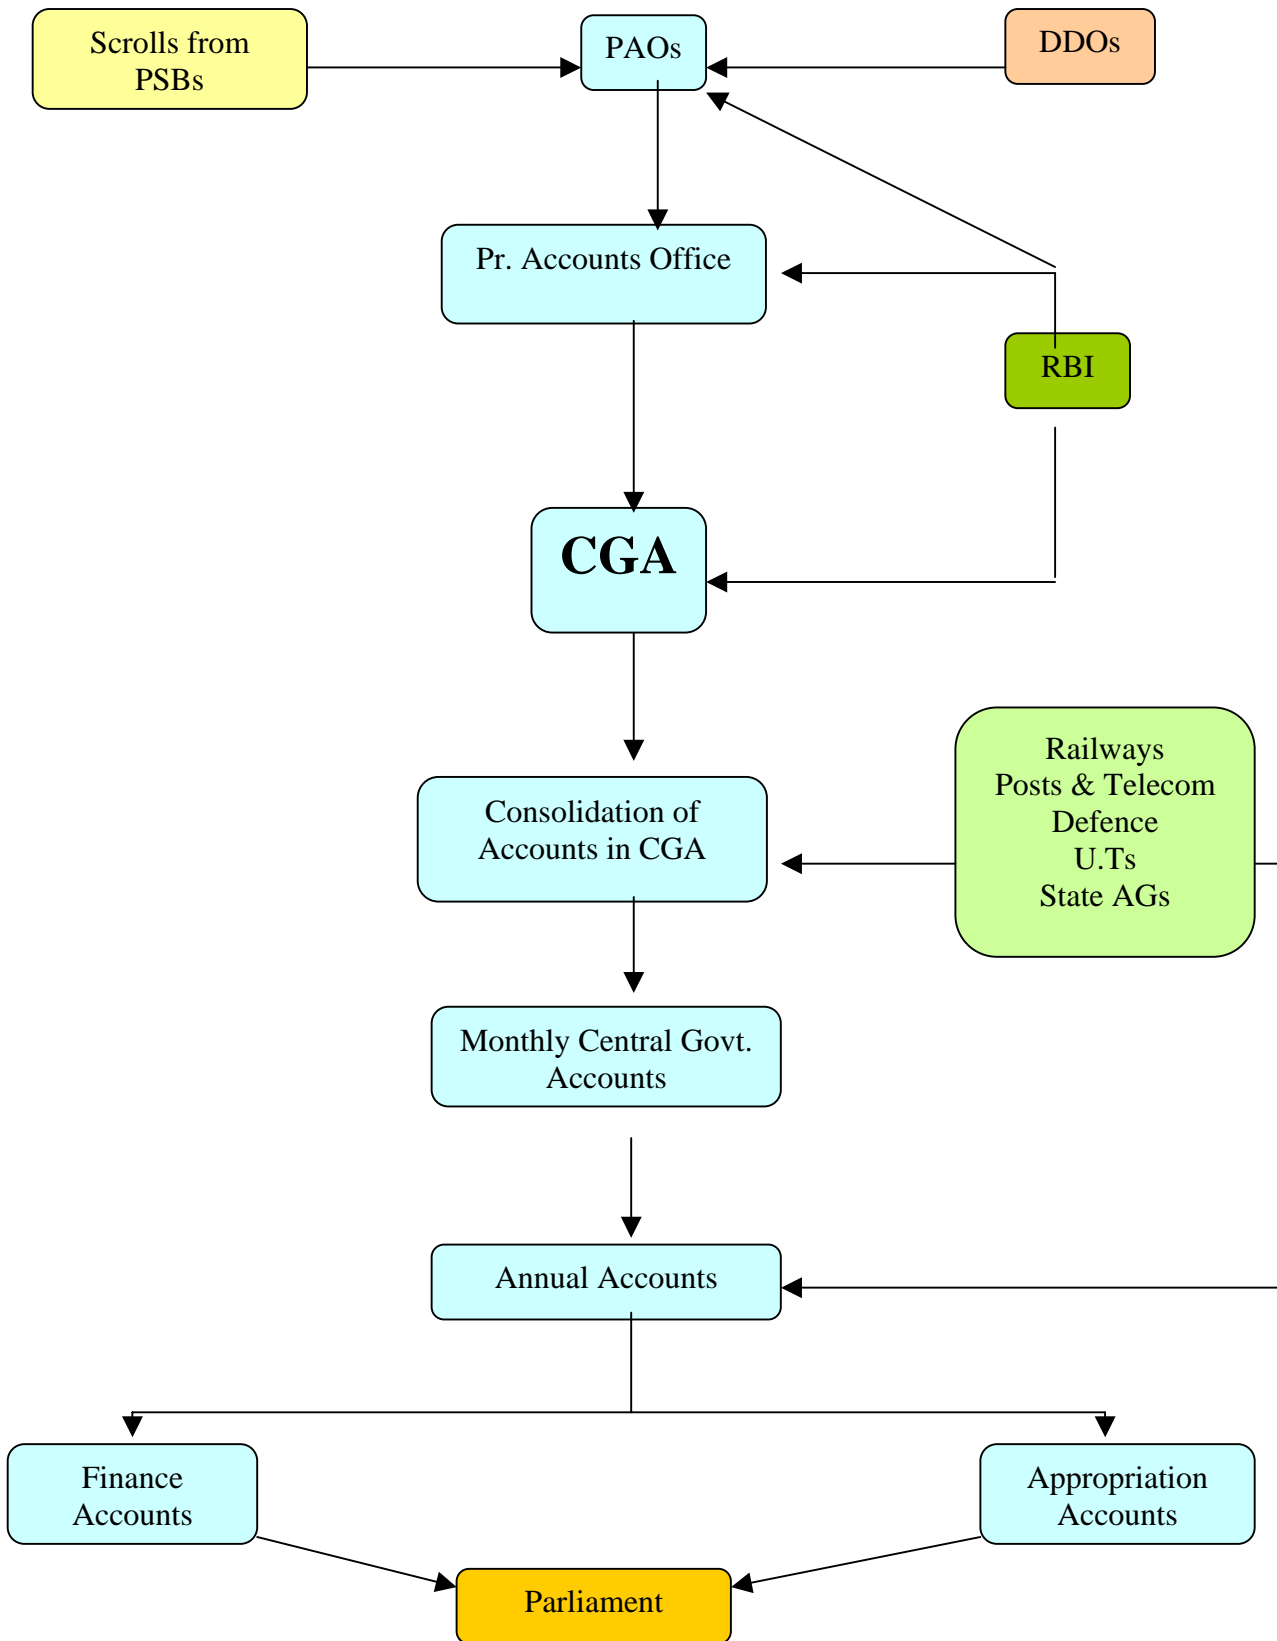 Scrolls from
PSBs
PAOs
DDOs
Pr. Accounts Office
RBI
CGA
Railways
Posts & Telecom
Defence
U.Ts
State AGs
Consolidation of
Accounts in CGA
Monthly Central Govt.
Accounts
Annual Accounts
Finance
Accounts
Appropriation
Accounts
Parliament